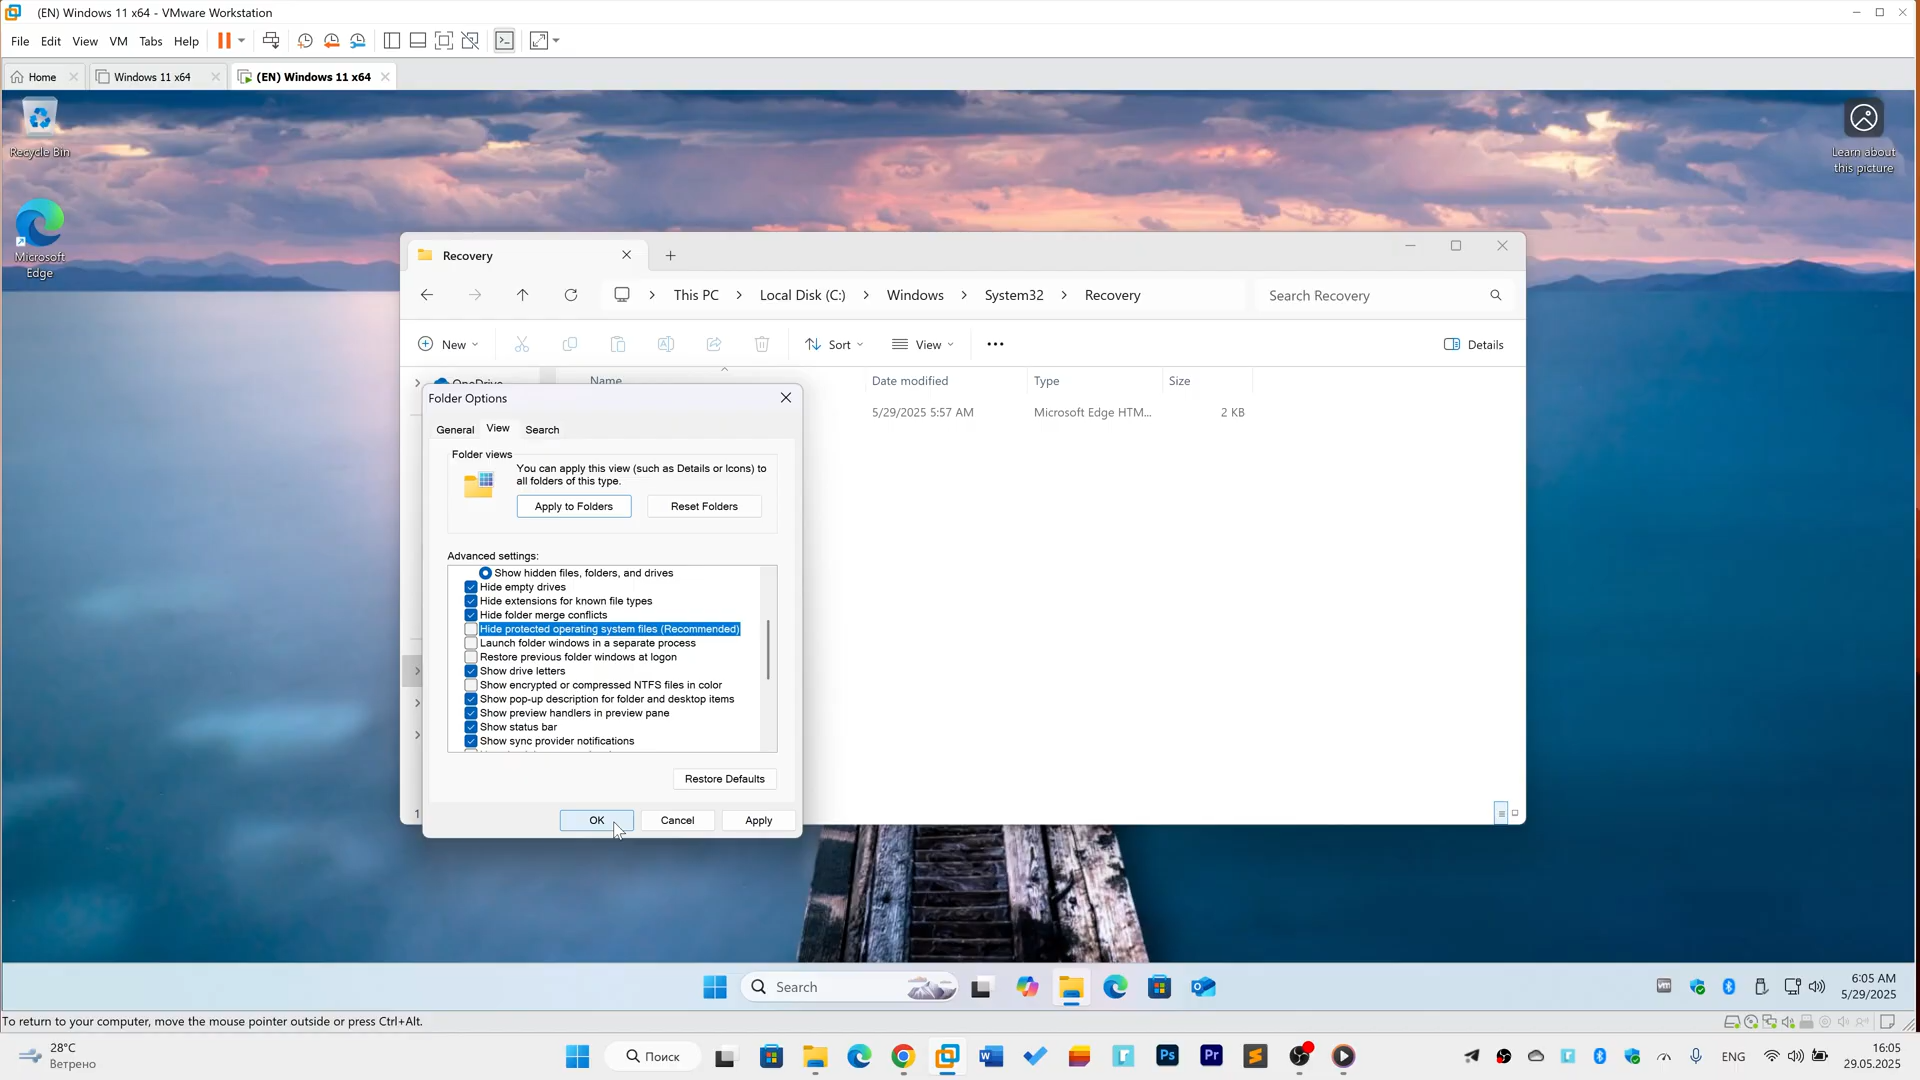 (EN) Windows 11 x64 - VMware Workstation
File Edit View VM Tabs Help
Home Windows 11 x64 (EN) Windows 11 x64
Recycle Bin
Microsoft
Edge
Learn about
this picture
Recovery
This PC Local Disk (C:) Windows System32 Recovery
Search Recovery
New Sort View Details
OneDrive
Name Date modified Type Size
5/29/2025 5:57 AM Microsoft Edge HTM... 2 KB
1
Folder Options
General View Search
Folder views
You can apply this view (such as Details or Icons) to
all folders of this type.
Apply to Folders Reset Folders
Advanced settings:
Show hidden files, folders, and drives
Hide empty drives
Hide extensions for known file types
Hide folder merge conflicts
Hide protected operating system files (Recommended)
Launch folder windows in a separate process
Restore previous folder windows at logon
Show drive letters
Show encrypted or compressed NTFS files in color
Show pop-up description for folder and desktop items
Show preview handlers in preview pane
Show status bar
Show sync provider notifications
Restore Defaults
OK Cancel Apply
Search
6:05 AM
5/29/2025
To return to your computer, move the mouse pointer outside or press Ctrl+Alt.
28°C
Ветрено
Поиск
ENG
16:05
29.05.2025